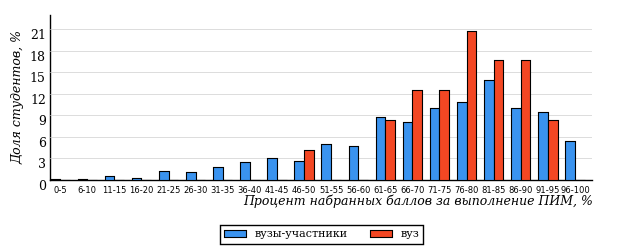 Доля студентов, %
21
18
15
12
9
6
3
0
0-5 6-10 11-15 16-20 21-25 26-30 31-35 36-40 41-45 46-50 51-55 56-60 61-65 66-70 71-75 76-80 81-85 86-90 91-95 96-100
Процент набранных баллов за выполнение ПИМ, %
вузы-участники вуз